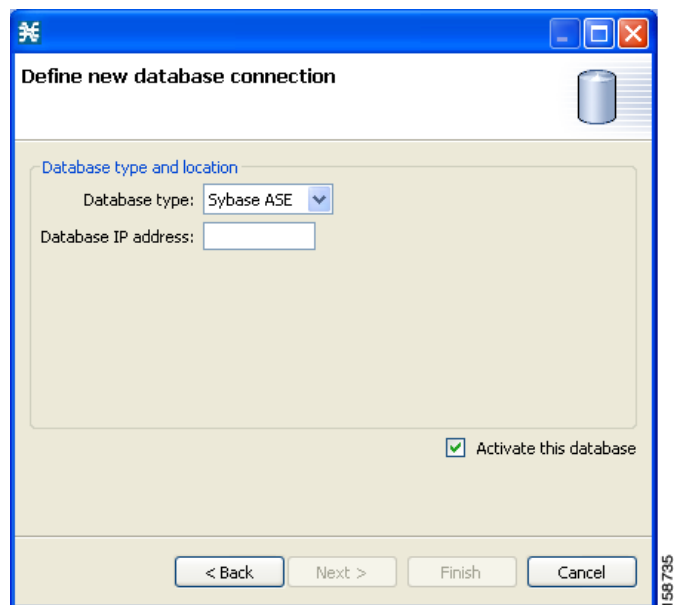 Define new database connection
Database type and location
Database type: Sybase ASE
Database IP address:
Activate this database
< Back Next > Finish Cancel
158735